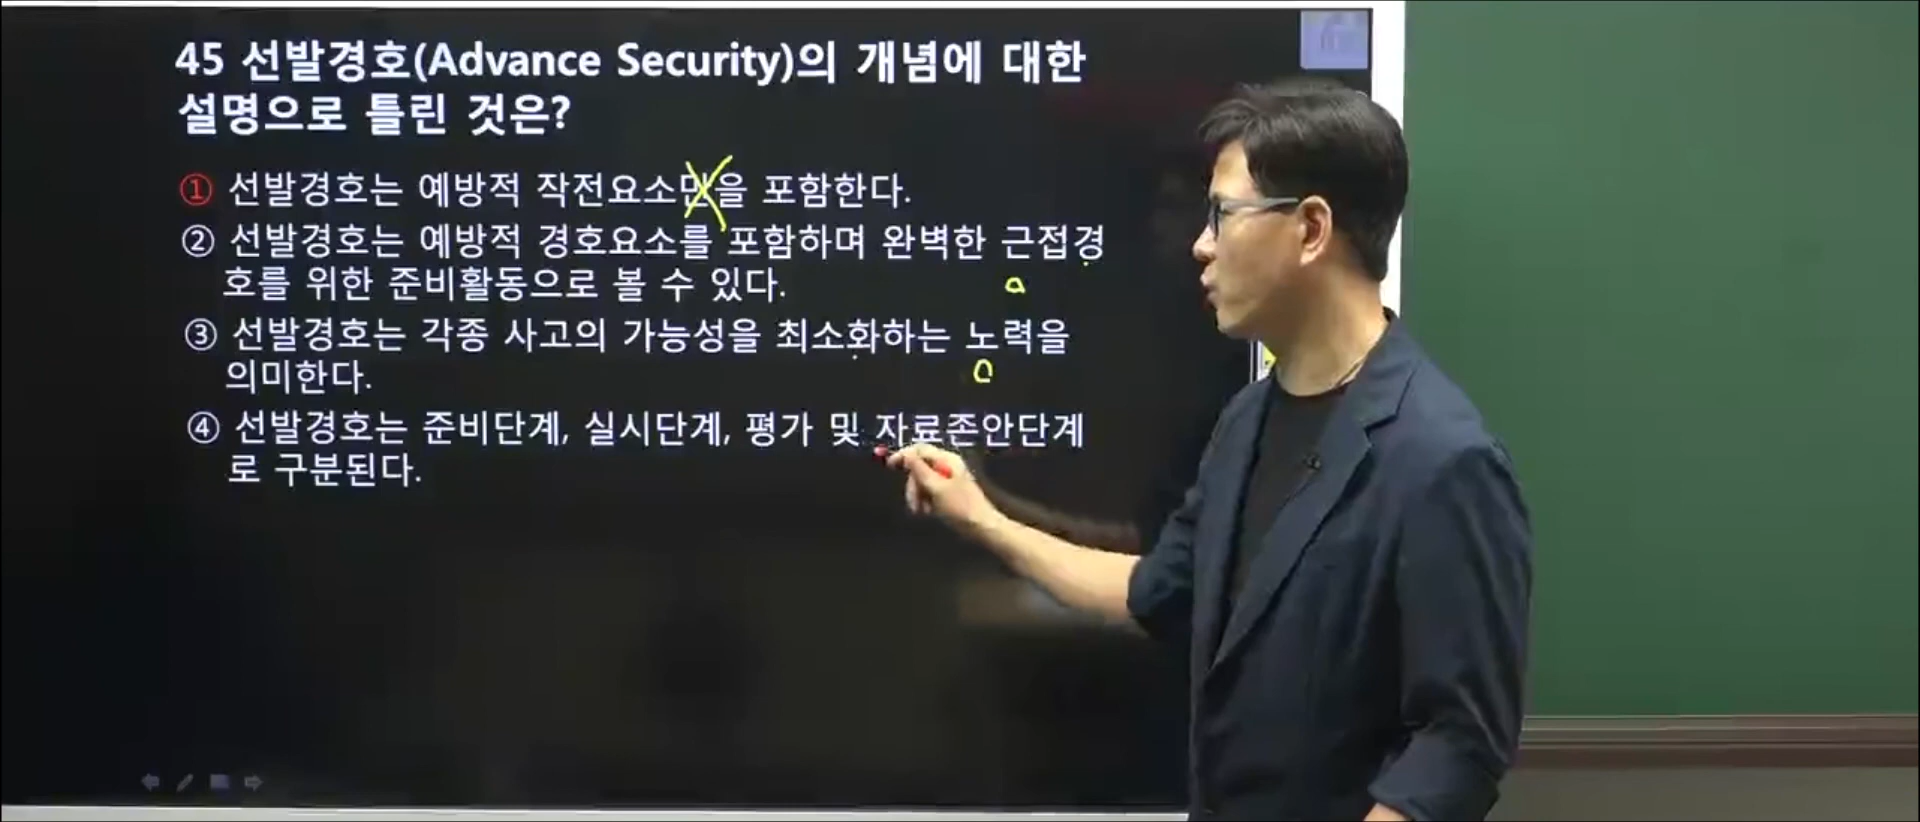 45 선발경호(Advance Security)의 개념에 대한
설명으로 틀린 것은?
① 선발경호는 예방적 작전요소만을 포함한다.
② 선발경호는 예방적 경호요소를 포함하며 완벽한 근접경
호를 위한 준비활동으로 볼 수 있다.
③ 선발경호는 각종 사고의 가능성을 최소화하는 노력을
의미한다.
④ 선발경호는 준비단계, 실시단계, 평가 및 자료존안단계
로 구분된다.